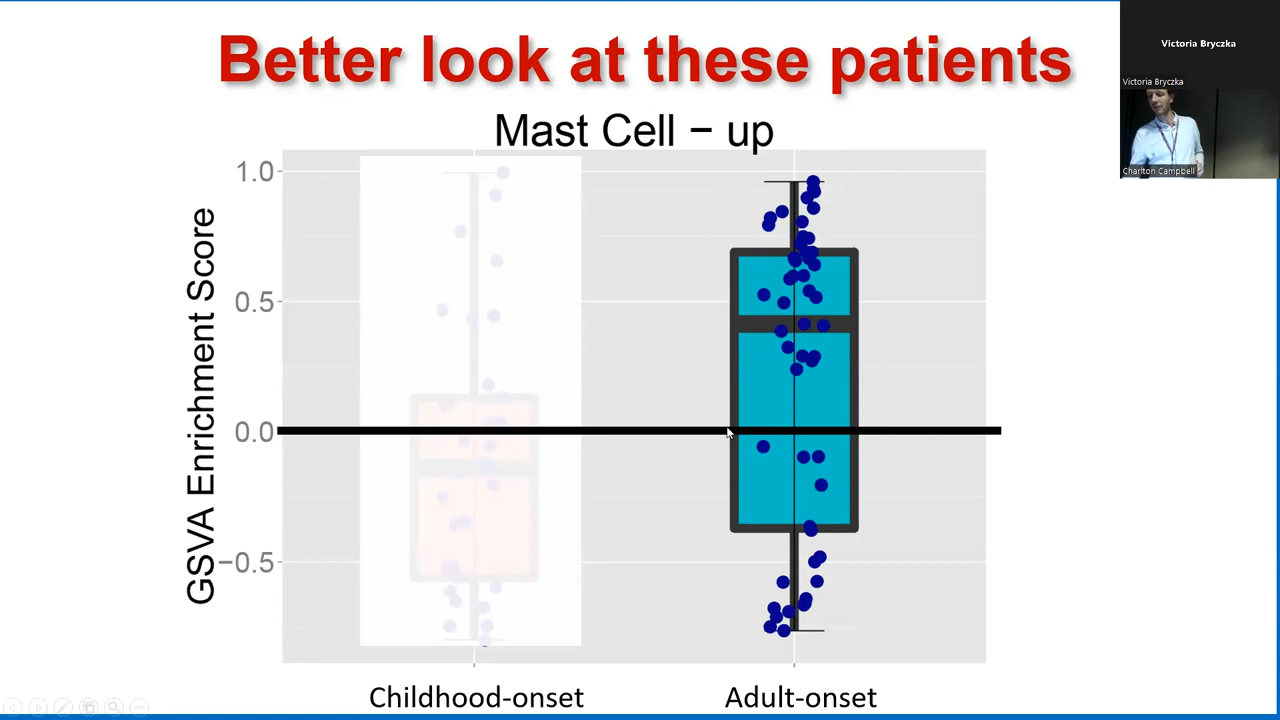 Better look at these patients
Victoria Bryczka
Victoria Bryczka
Charlton Campbell
Mast Cell − up
GSVA Enrichment Score
1.0
0.5
0.0
−0.5
Childhood-onset
Adult-onset